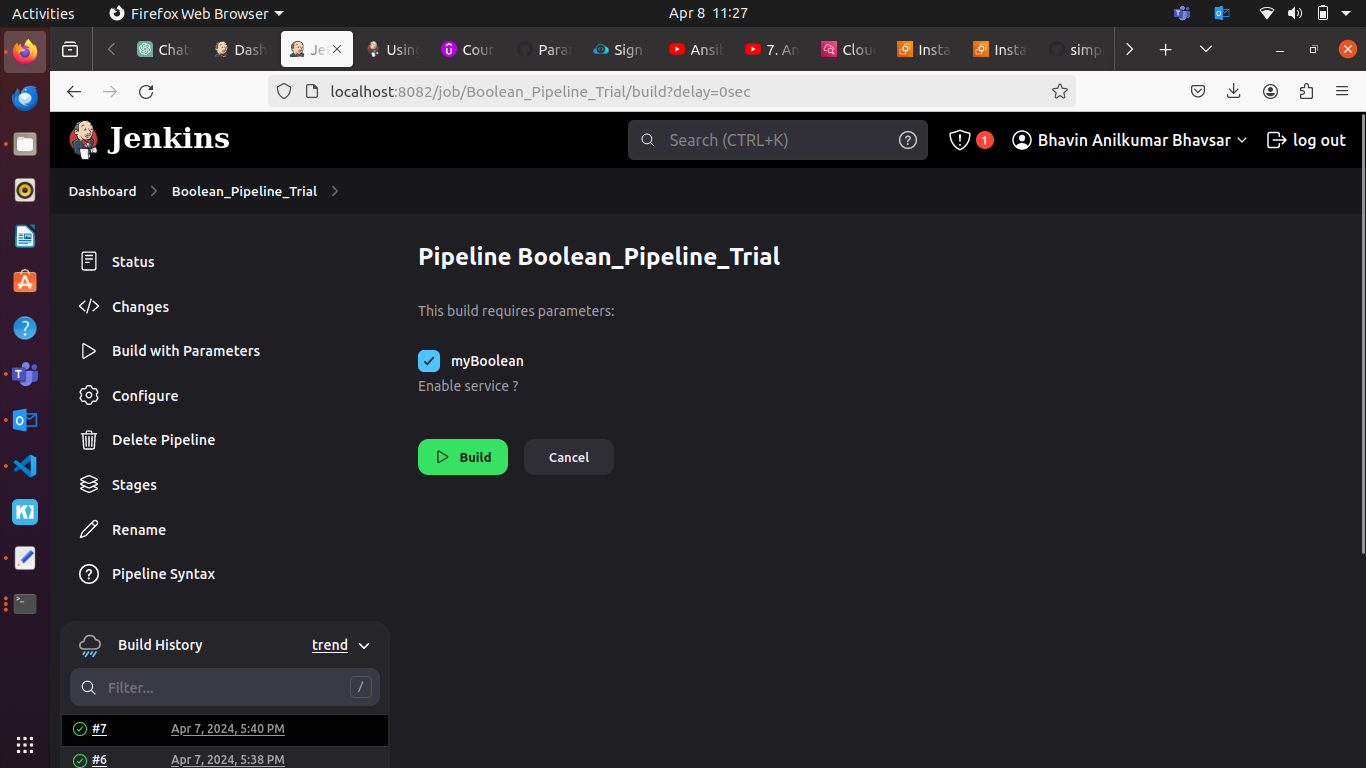 Activities Firefox Web Browser Apr 8 11:27
Chat Dash Je Using Cour Para Sign Ansib 7. An Clou Insta Insta simp
localhost:8082/job/Boolean_Pipeline_Trial/build?delay=0sec
Jenkins Search (CTRL+K) ? 1 Bhavin Anilkumar Bhavsar log out
Dashboard Boolean_Pipeline_Trial
Status
Changes
Build with Parameters
Configure
Delete Pipeline
Stages
Rename
Pipeline Syntax
Pipeline Boolean_Pipeline_Trial
This build requires parameters:
myBoolean
Enable service ?
Build Cancel
Build History trend
Filter... /
#7 Apr 7, 2024, 5:40 PM
#6 Apr 7, 2024, 5:38 PM